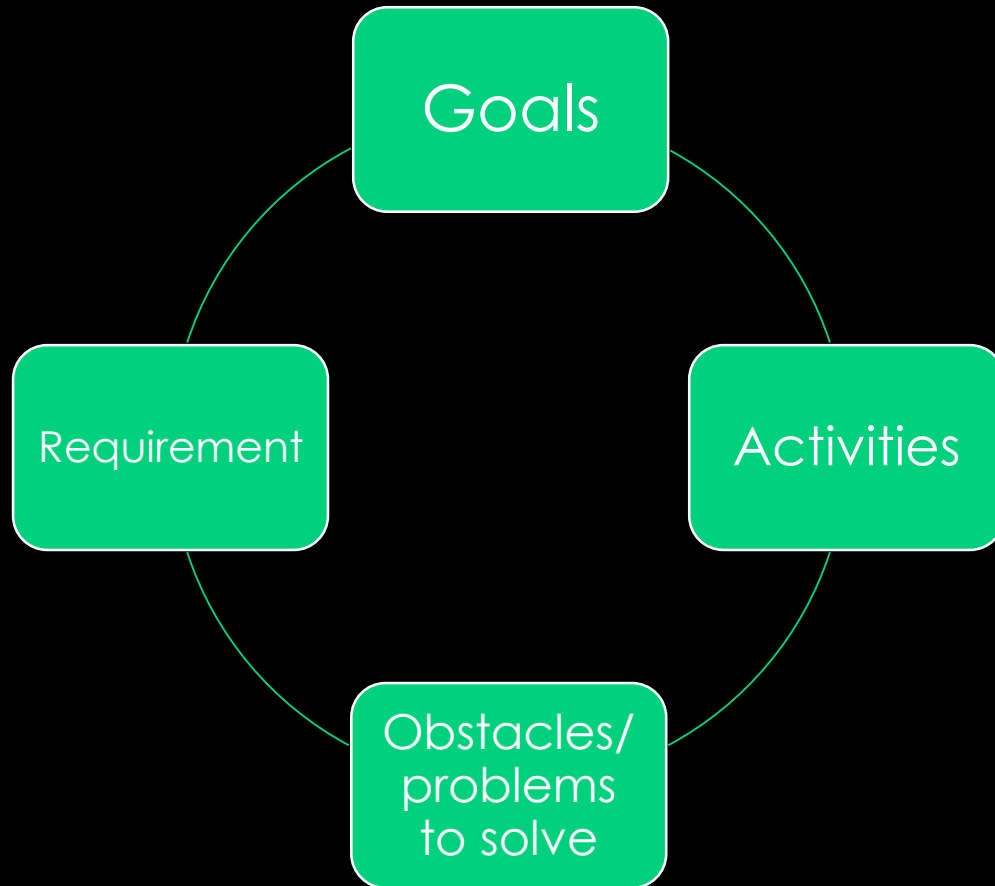 Goals
Requirement
Activities
Obstacles/
problems
to solve